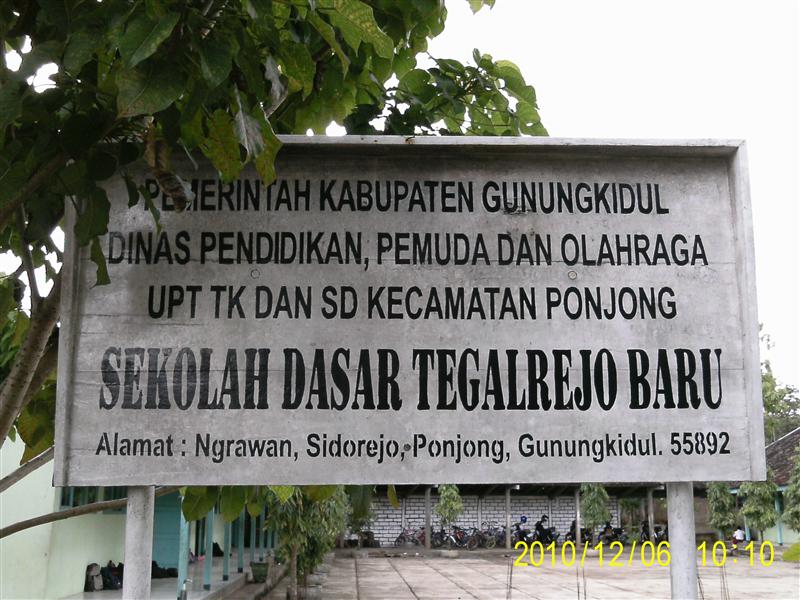 PEMERINTAH KABUPATEN GUNUNGKIDUL
DINAS PENDIDIKAN, PEMUDA DAN OLAHRAGA
UPT TK DAN SD KECAMATAN PONJONG
SEKOLAH DASAR TEGALREJO BARU
Alamat : Ngrawan, Sidorejo, Ponjong, Gunungkidul. 55892
2010/12/06 10:10